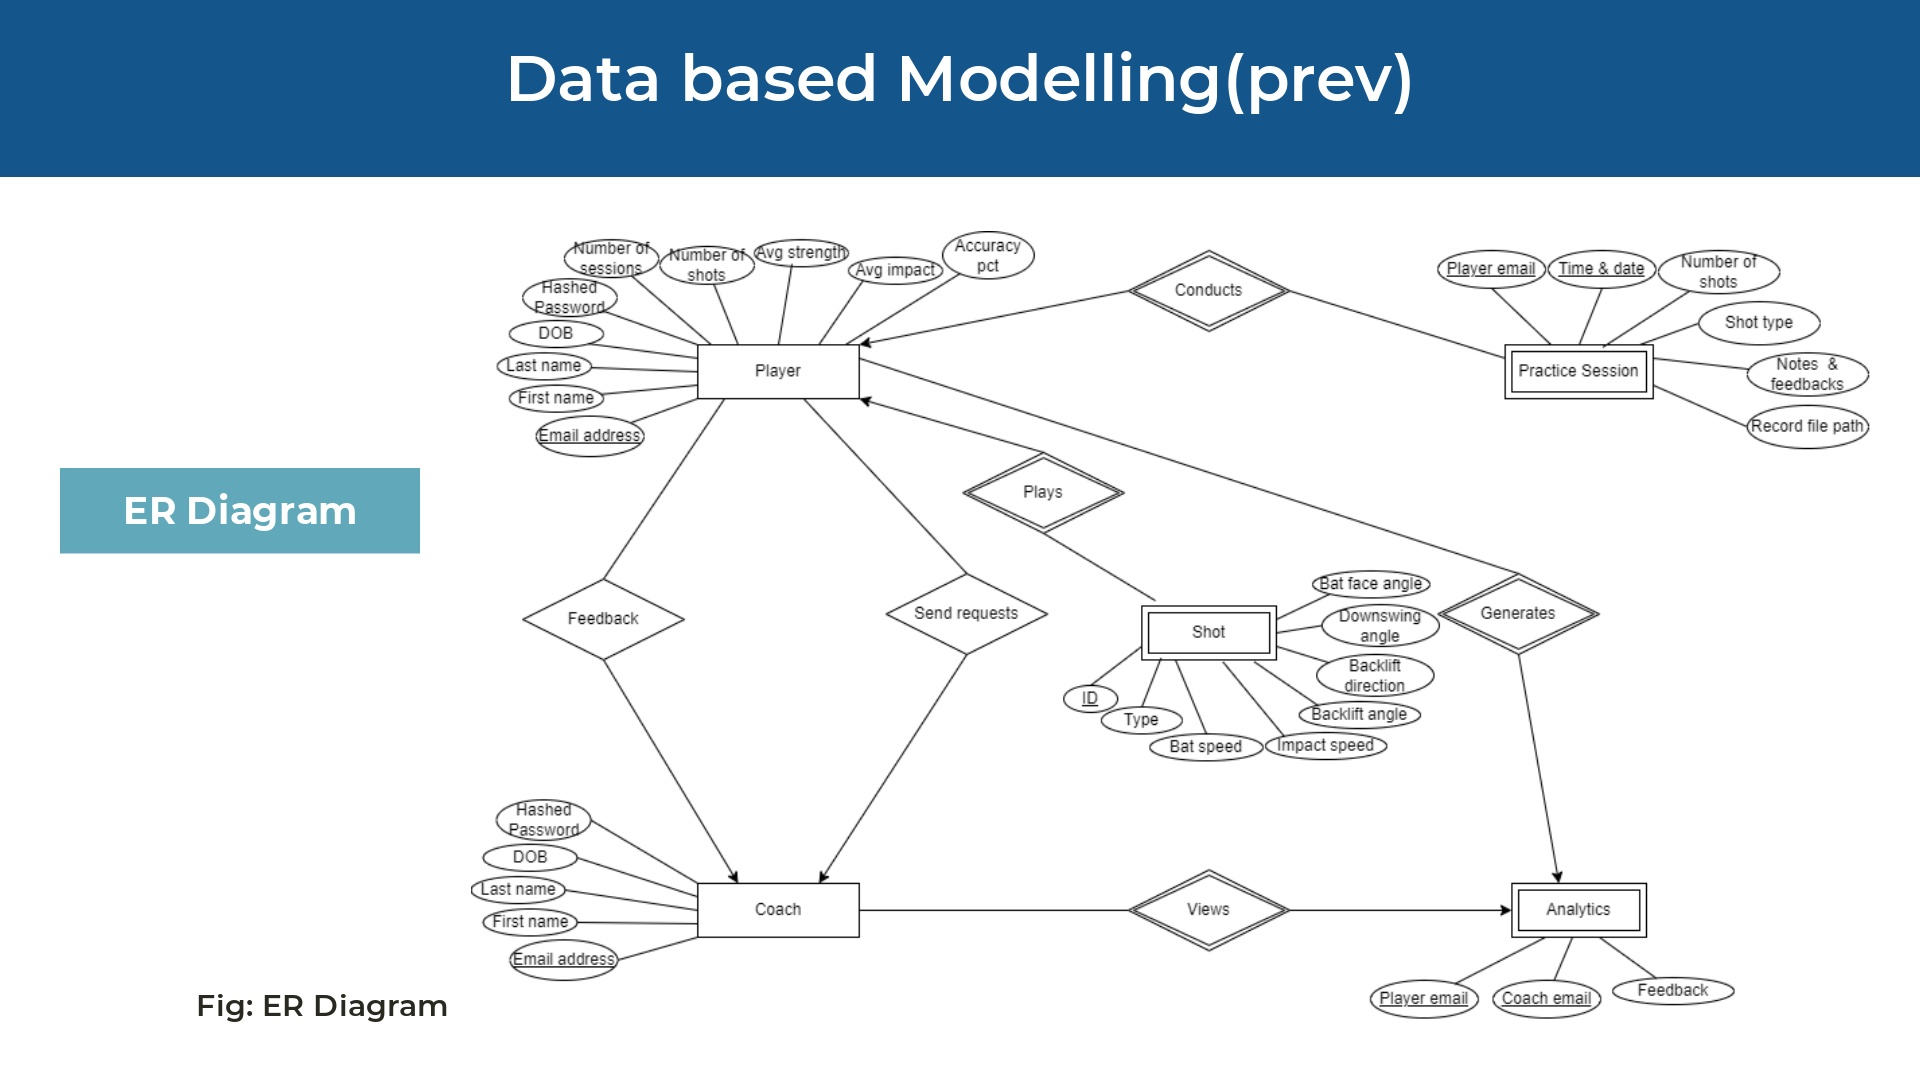 Data based Modelling(prev)
ER Diagram
Number of
sessions
Number of
shots
Avg strength
Avg impact
Accuracy
pct
Hashed
Password
DOB
Last name
First name
Email address
Player
Conducts
Player email
Time & date
Number of
shots
Shot type
Notes &
feedbacks
Record file path
Practice Session
Plays
Feedback
Send requests
Shot
Bat face angle
Downswing
angle
Backlift
direction
Backlift angle
Impact speed
Bat speed
Type
ID
Generates
Hashed
Password
DOB
Last name
First name
Email address
Coach
Views
Analytics
Player email
Coach email
Feedback
Fig: ER Diagram